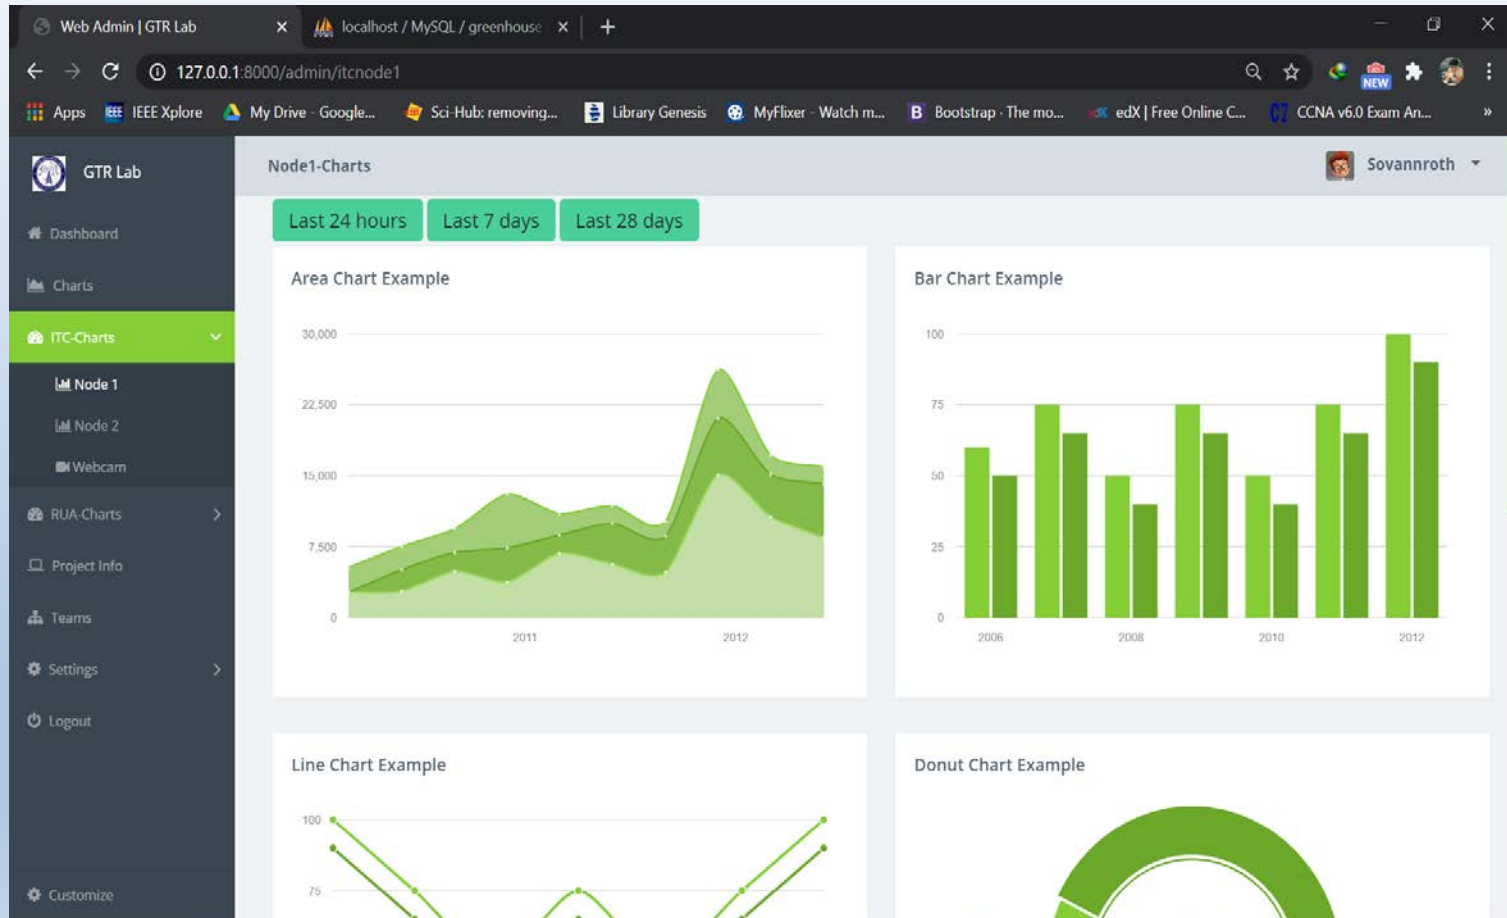 Web Admin | GTR Lab
localhost / MySQL / greenhouse
127.0.0.1:8000/admin/itcnode1
NEW
Apps
IEEE IEEE Xplore
My Drive - Google...
Sci-Hub: removing...
Library Genesis
MyFlixer - Watch m...
B Bootstrap · The mo...
edX edX | Free Online C...
CCNA v6.0 Exam An...
»
GTR Lab
Node1-Charts
Sovannroth
Dashboard
Charts
ITC-Charts
Node 1
Node 2
Webcam
RUA-Charts
Project Info
Teams
Settings
Logout
Customize
Last 24 hours
Last 7 days
Last 28 days
Area Chart Example
30,000
22,500
15,000
7,500
0
2011
2012
Bar Chart Example
100
75
50
25
0
2006
2008
2010
2012
Line Chart Example
100
75
Donut Chart Example